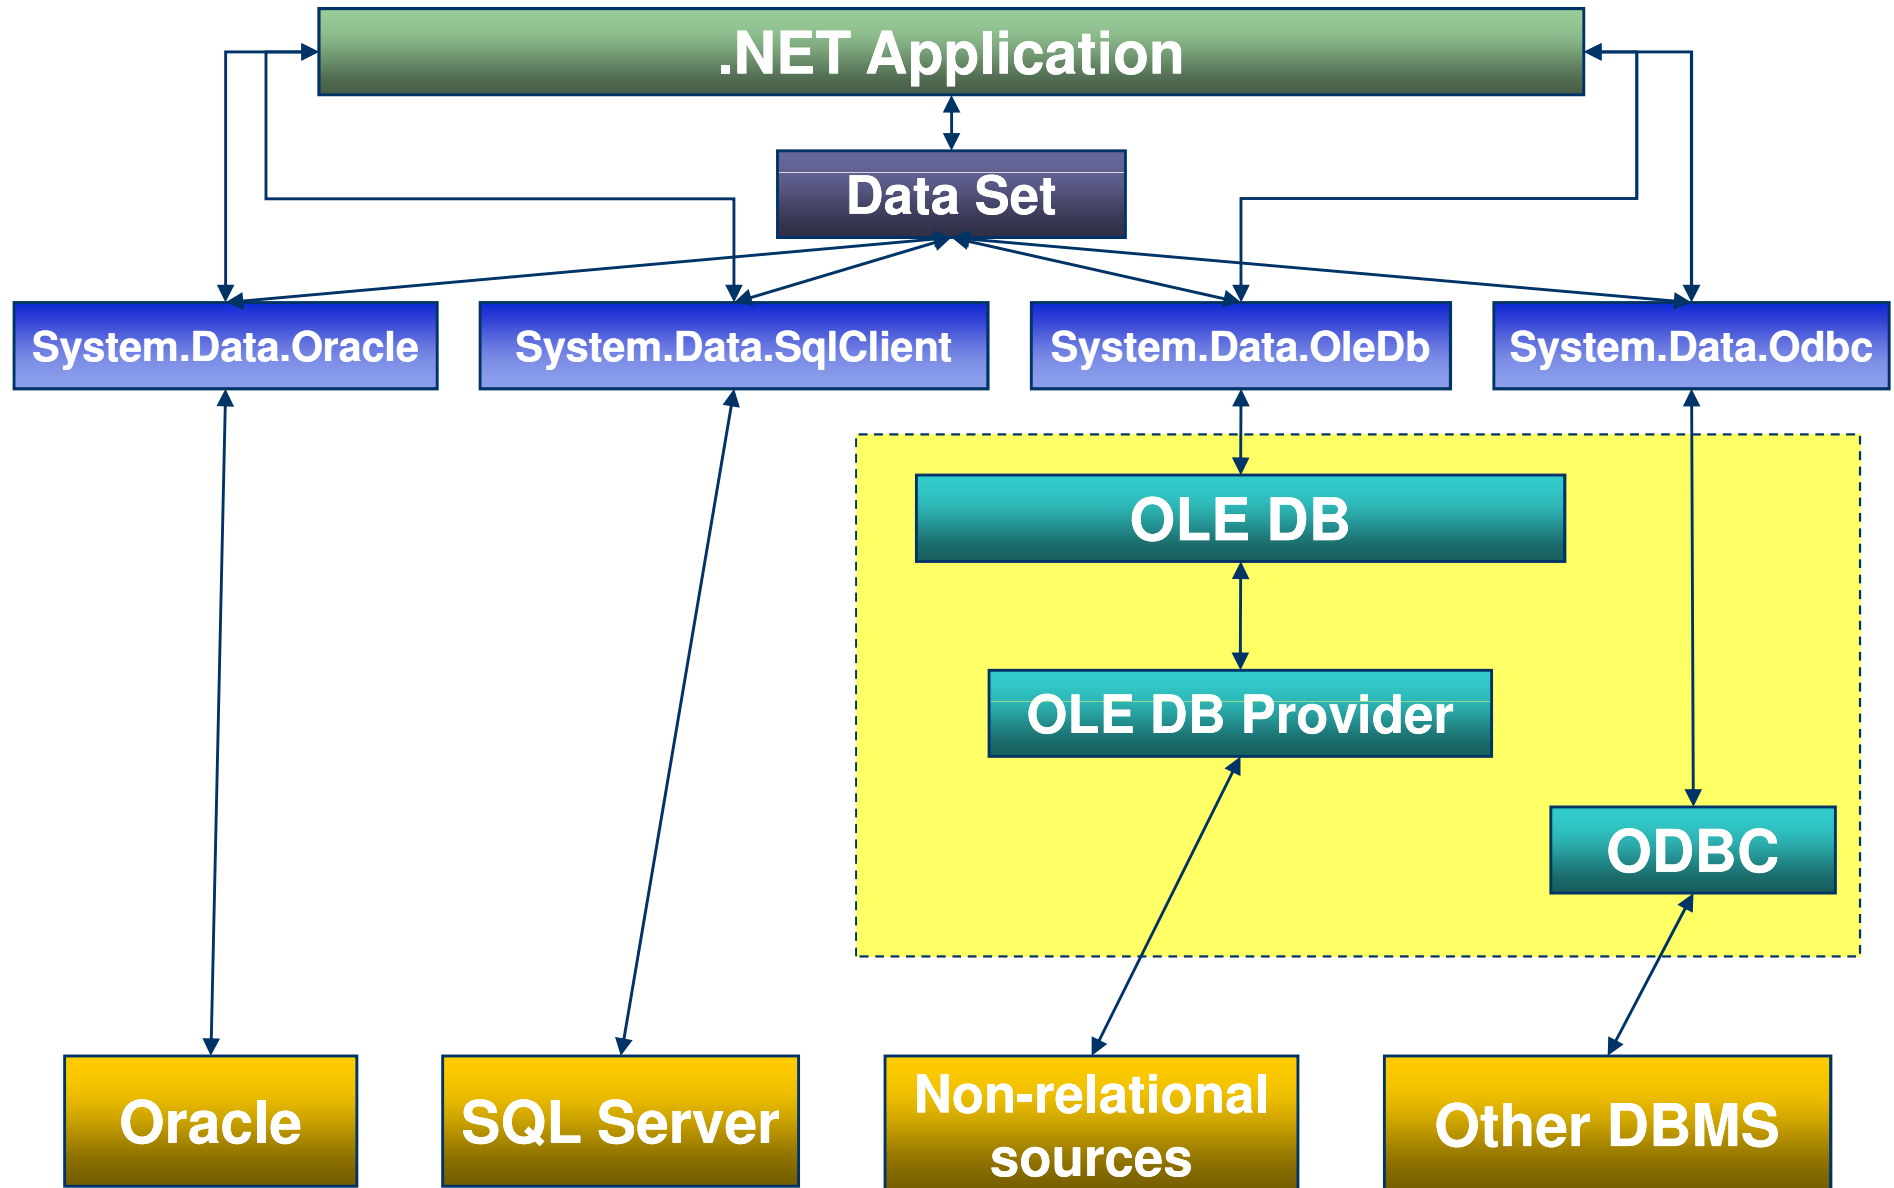 .NET Application
Data Set
System.Data.Oracle
System.Data.SqlClient
System.Data.OleDb
System.Data.Odbc
OLE DB
OLE DB Provider
ODBC
Oracle
SQL Server
Non-relational
sources
Other DBMS